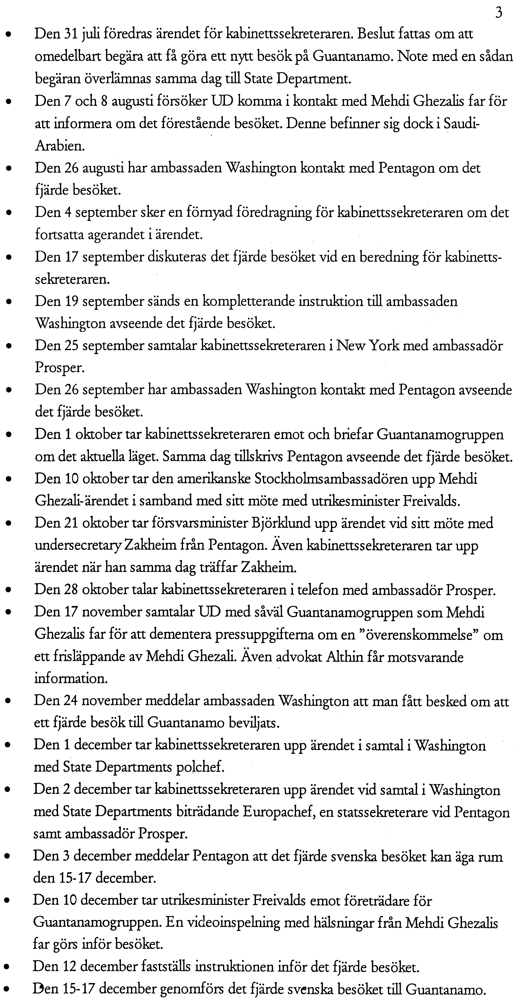 3
• Den 31 juli föredras ärendet för kabinettssekreteraren. Beslut fattas om att
omedelbart begära att få göra ett nytt besök på Guantanamo. Note med en sådan
begäran överlämnas samma dag till State Department.
• Den 7 och 8 augusti försöker UD komma i kontakt med Mehdi Ghezalis far för
att informera om det förestående besöket. Denne befinner sig dock i Saudi-
Arabien.
• Den 26 augusti har ambassaden Washington kontakt med Pentagon om det
fjärde besöket.
• Den 4 september sker en förnyad föredragning för kabinettssekreteraren om det
fortsatta agerandet i ärendet.
• Den 17 september diskuteras det fjärde besöket vid en beredning för kabinetts-
sekreteraren.
• Den 19 september sänds en kompletterande instruktion till ambassaden
Washington avseende det fjärde besöket.
• Den 25 september samtalar kabinettssekreteraren i New York med ambassadör
Prosper.
• Den 26 september har ambassaden Washington kontakt med Pentagon avseende
det fjärde besöket.
• Den 1 oktober tar kabinettssekreteraren emot och briefar Guantanamogruppen
om det aktuella läget. Samma dag tillskrivs Pentagon avseende det fjärde besöket.
• Den 10 oktober tar den amerikanske Stockholmsambassadören upp Mehdi
Ghezali-ärendet i samband med sitt möte med utrikesminister Freivalds.
• Den 21 oktober tar försvarsminister Björklund upp ärendet vid sitt möte med
undersecretary Zakheim från Pentagon. Även kabinettssekreteraren tar upp
ärendet när han samma dag träffar Zakheim.
• Den 28 oktober talar kabinettssekreteraren i telefon med ambassadör Prosper.
• Den 17 november samtalar UD med såväl Guantanamogruppen som Mehdi
Ghezalis far för att dementera pressuppgifterna om en ”överenskommelse” om
ett frisläppande av Mehdi Ghezali. Även advokat Althin får motsvarande
information.
• Den 24 november meddelar ambassaden Washington att man fått besked om att
ett fjärde besök till Guantanamo beviljats.
• Den 1 december tar kabinettssekreteraren upp ärendet i samtal i Washington
med State Departments polchef.
• Den 2 december tar kabinettssekreteraren upp ärendet vid samtal i Washington
med State Departments biträdande Europachef, en statssekreterare vid Pentagon
samt ambassadör Prosper.
• Den 3 december meddelar Pentagon att det fjärde svenska besöket kan äga rum
den 15-17 december.
• Den 10 december tar utrikesminister Freivalds emot företrädare för
Guantanamogruppen. En videoinspelning med hälsningar från Mehdi Ghezalis
far görs inför besöket.
• Den 12 december fastställs instruktionen inför det fjärde besöket.
• Den 15-17 december genomförs det fjärde svenska besöket till Guantanamo.